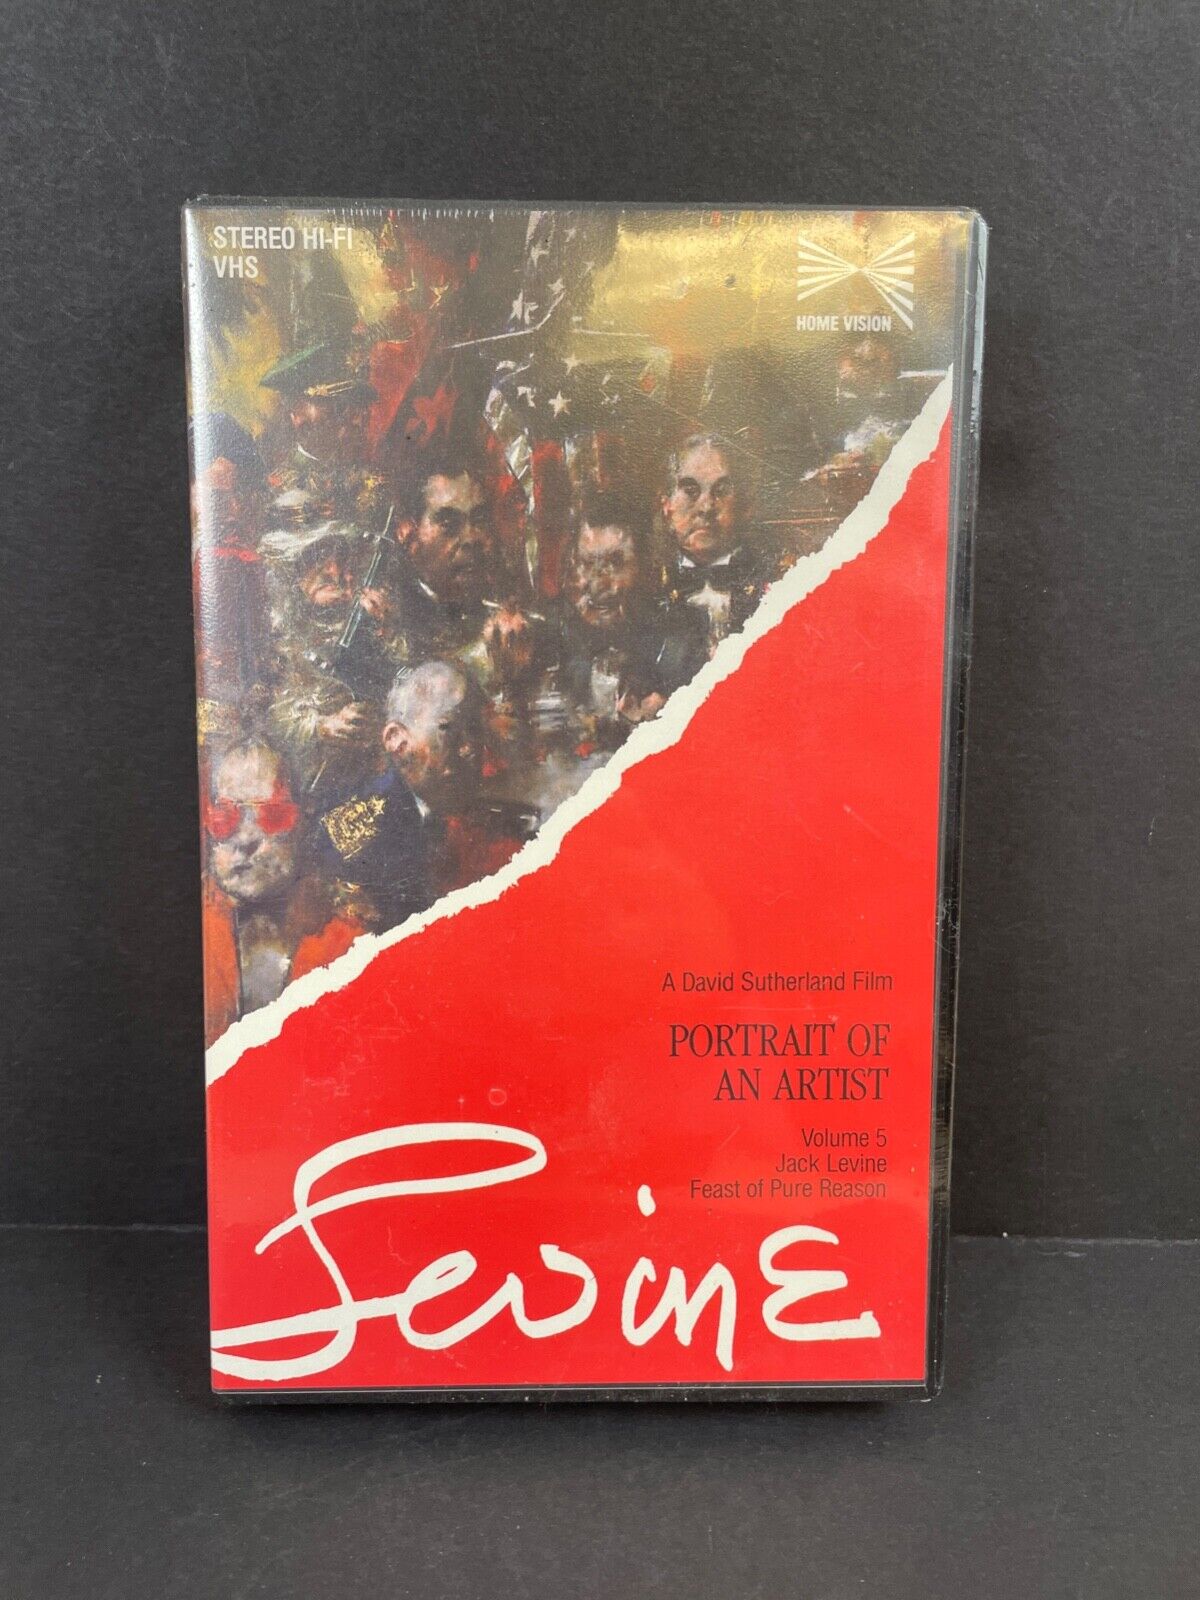 STEREO HI-FI
VHS
HOME VISION
A David Sutherland Film
PORTRAIT OF
AN ARTIST
Volume 5
Jack Levine
Feast of Pure Reason
Levine